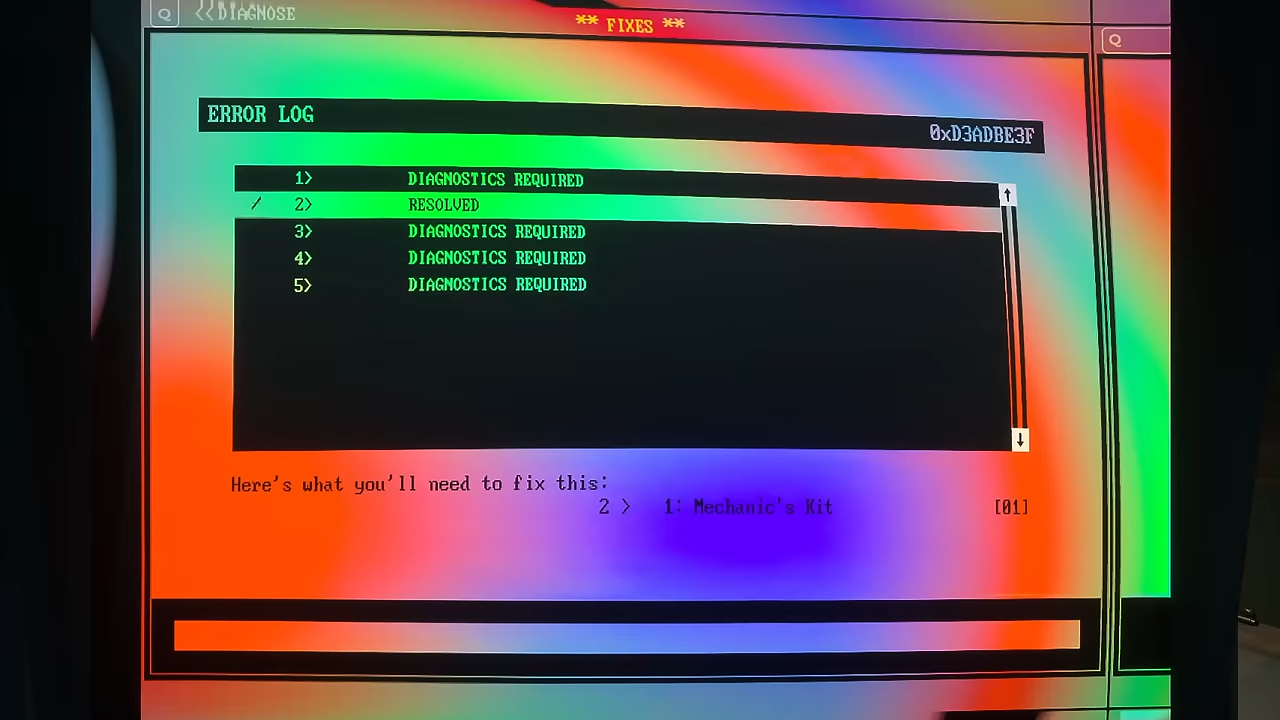 Q <<DIAGNOSE
** FIXES **
Q
ERROR LOG
0xD3ADBE3F
1> DIAGNOSTICS REQUIRED
/ 2> RESOLVED
3> DIAGNOSTICS REQUIRED
4> DIAGNOSTICS REQUIRED
5> DIAGNOSTICS REQUIRED
Here's what you'll need to fix this:
2 > 1: Mechanic's Kit [01]